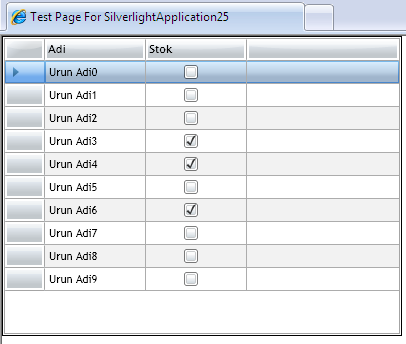 Test Page For SilverlightApplication25
Adi Stok
Urun Adi0
Urun Adi1
Urun Adi2
Urun Adi3
Urun Adi4
Urun Adi5
Urun Adi6
Urun Adi7
Urun Adi8
Urun Adi9